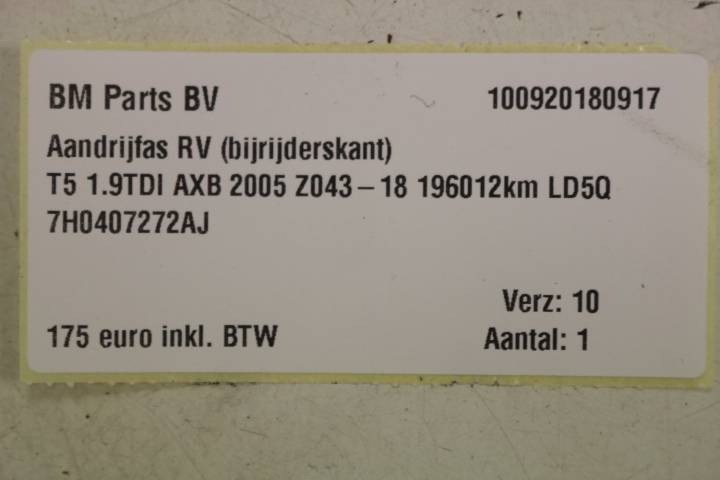 BM Parts BV 100920180917
Aandrijfas RV (bijrijderskant)
T5 1.9TDI AXB 2005 Z043-18 196012km LD5Q
7H0407272AJ
Verz: 10
175 euro inkl. BTW Aantal: 1